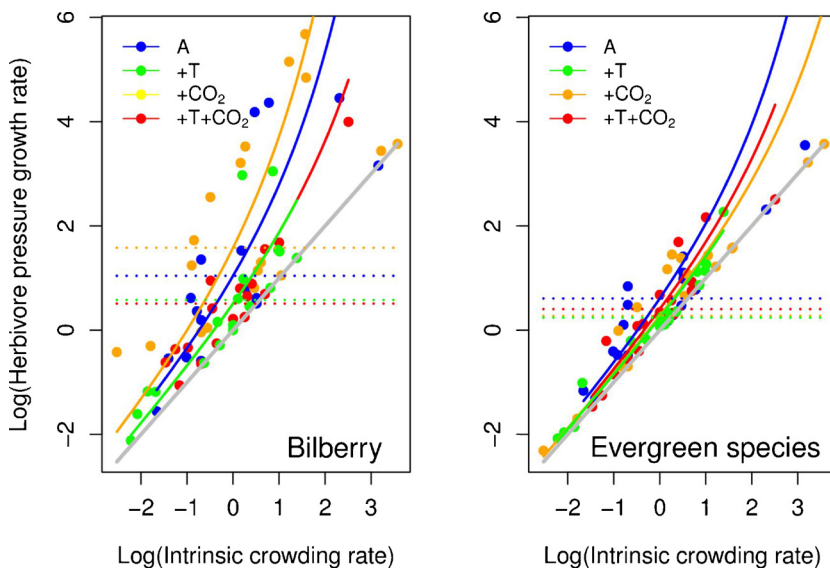 Log(Herbivore pressure growth rate)
6
4
2
0
−2
A
+T
+CO2
+T+CO2
Bilberry
−2 −1 0 1 2 3
Log(Intrinsic crowding rate)
6
4
2
0
−2
A
+T
+CO2
+T+CO2
Evergreen species
−2 −1 0 1 2 3
Log(Intrinsic crowding rate)